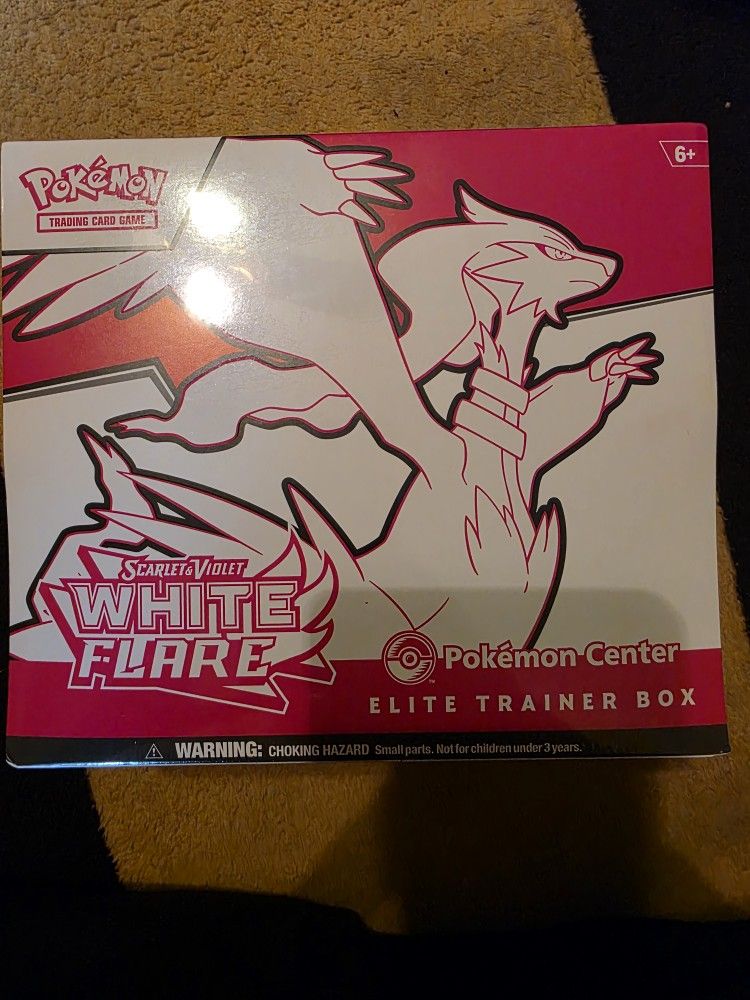 POKéMON
TRADING CARD GAME
6+
SCARLET & VIOLET
WHITE
FLARE
Pokémon Center
™
ELITE TRAINER BOX
WARNING: CHOKING HAZARD Small parts. Not for children under 3 years.